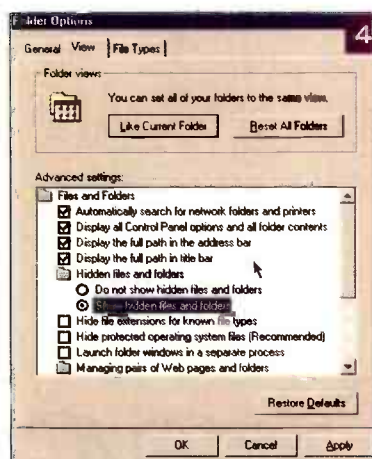 Folder Options
4
General View File Types
Folder views
You can set all of your folders to the same view.
Like Current Folder Reset All Folders
Advanced settings:
Files and Folders
Automatically search for network folders and printers
Display all Control Panel options and all folder contents
Display the full path in the address bar
Display the full path in title bar
Hidden files and folders
Do not show hidden files and folders
Show hidden files and folders
Hide file extensions for known file types
Hide protected operating system files (Recommended)
Launch folder windows in a separate process
Managing pairs of Web pages and folders
Restore Defaults
OK Cancel Apply